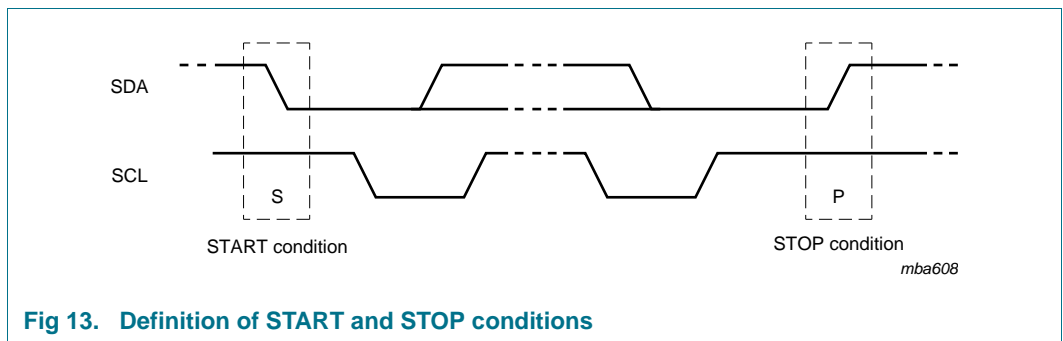 SDA
SCL
S
P
START condition
STOP condition
mba608
Fig 13. Definition of START and STOP conditions